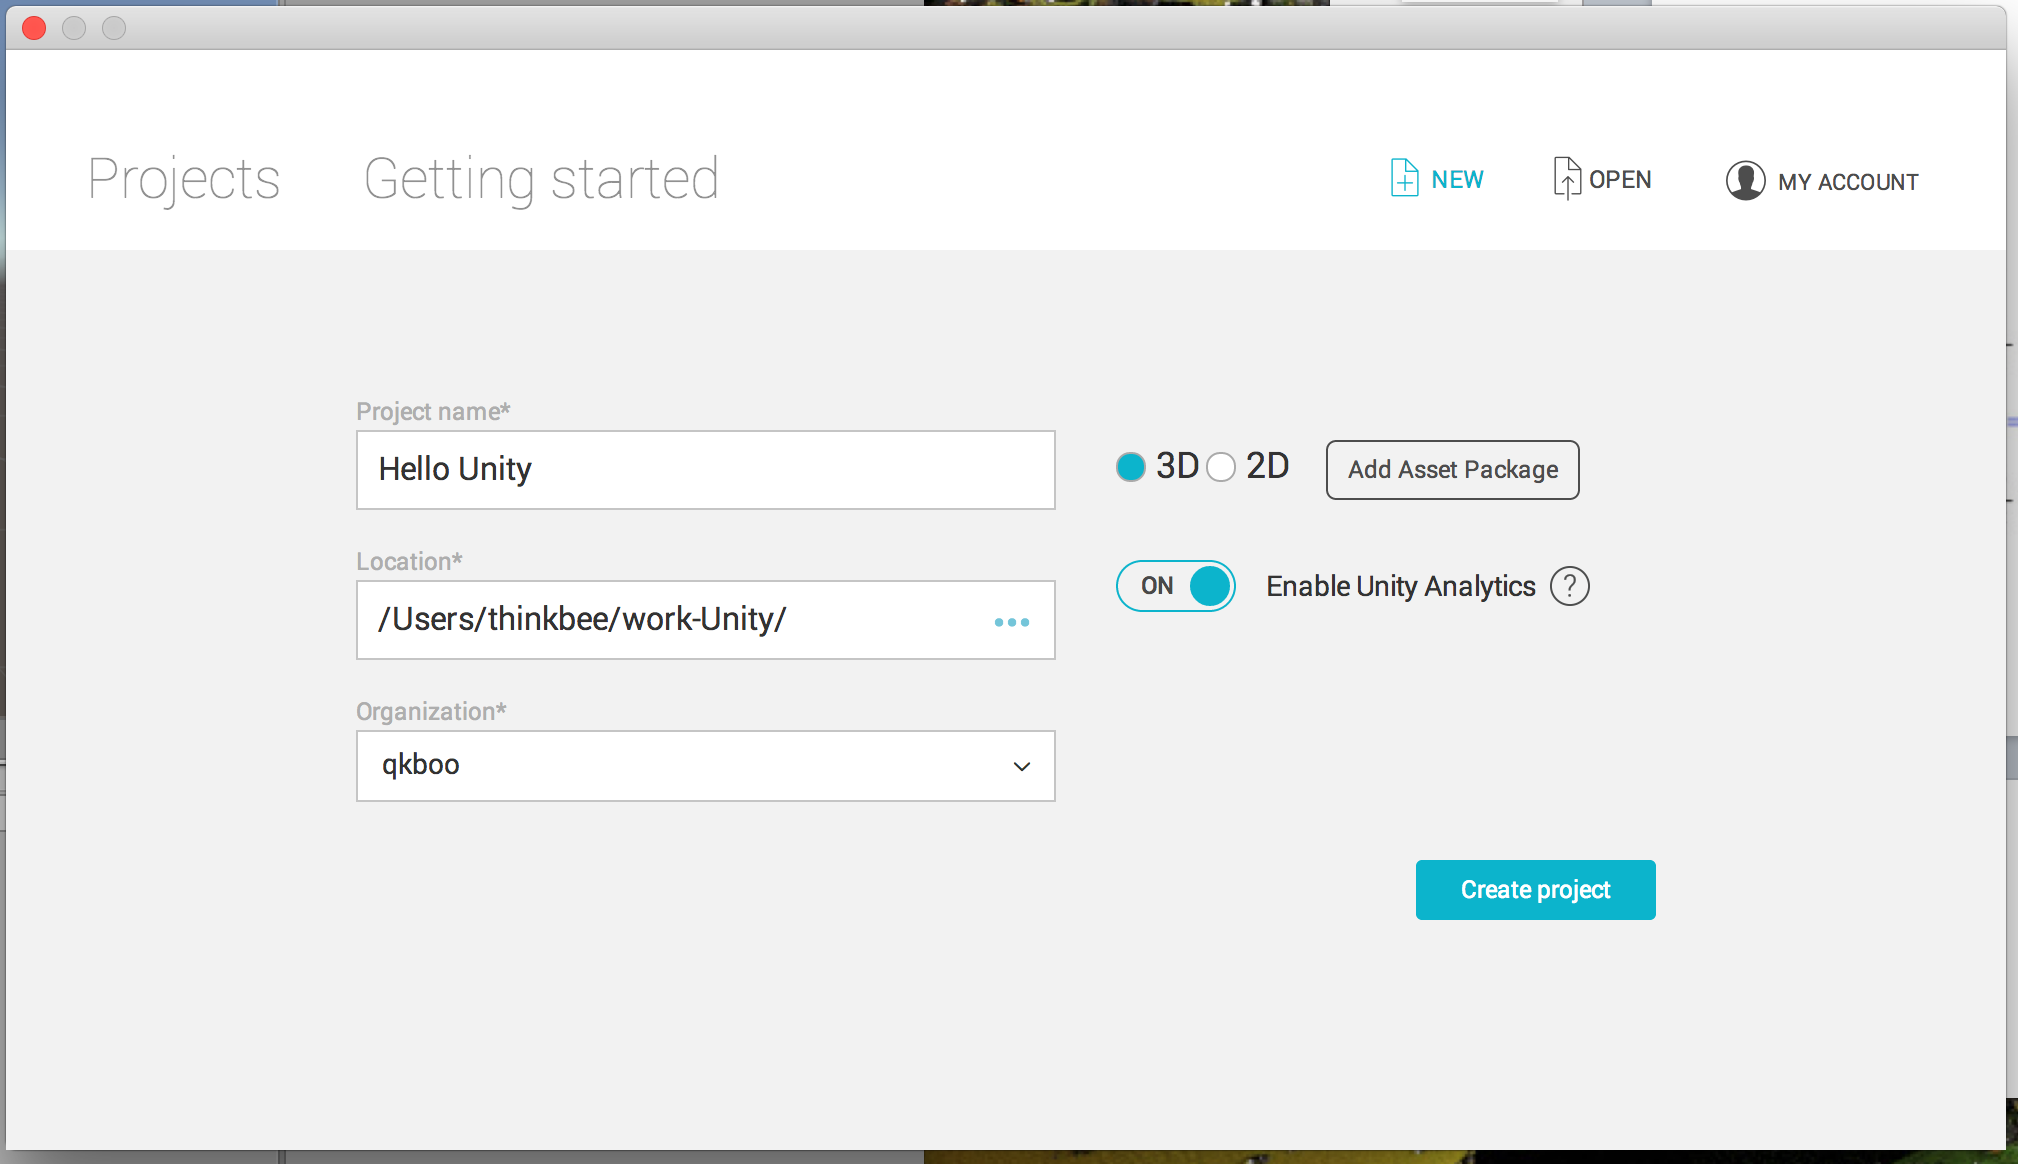 Projects Getting started NEW OPEN MY ACCOUNT
Project name*
Hello Unity
3D 2D Add Asset Package
Location*
/Users/thinkbee/work-Unity/
ON Enable Unity Analytics ?
Organization*
qkboo
Create project